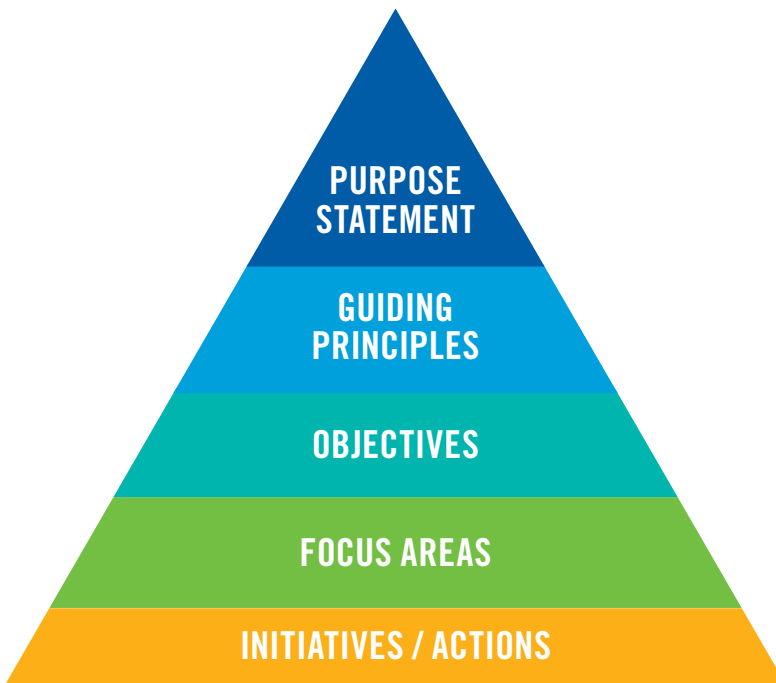 PURPOSE
STATEMENT
GUIDING
PRINCIPLES
OBJECTIVES
FOCUS AREAS
INITIATIVES / ACTIONS